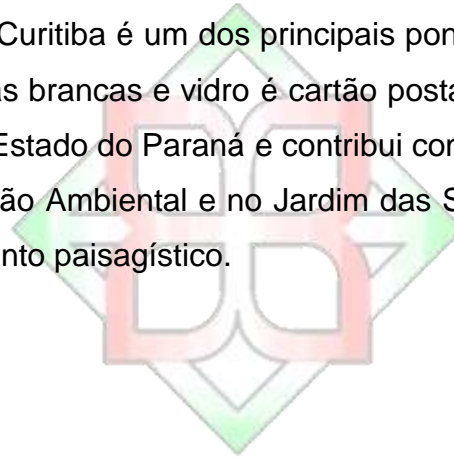 Curitiba é um dos principais pon
as brancas e vidro é cartão posta
Estado do Paraná e contribui co
ão Ambiental e no Jardim das S
nto paisagístico.